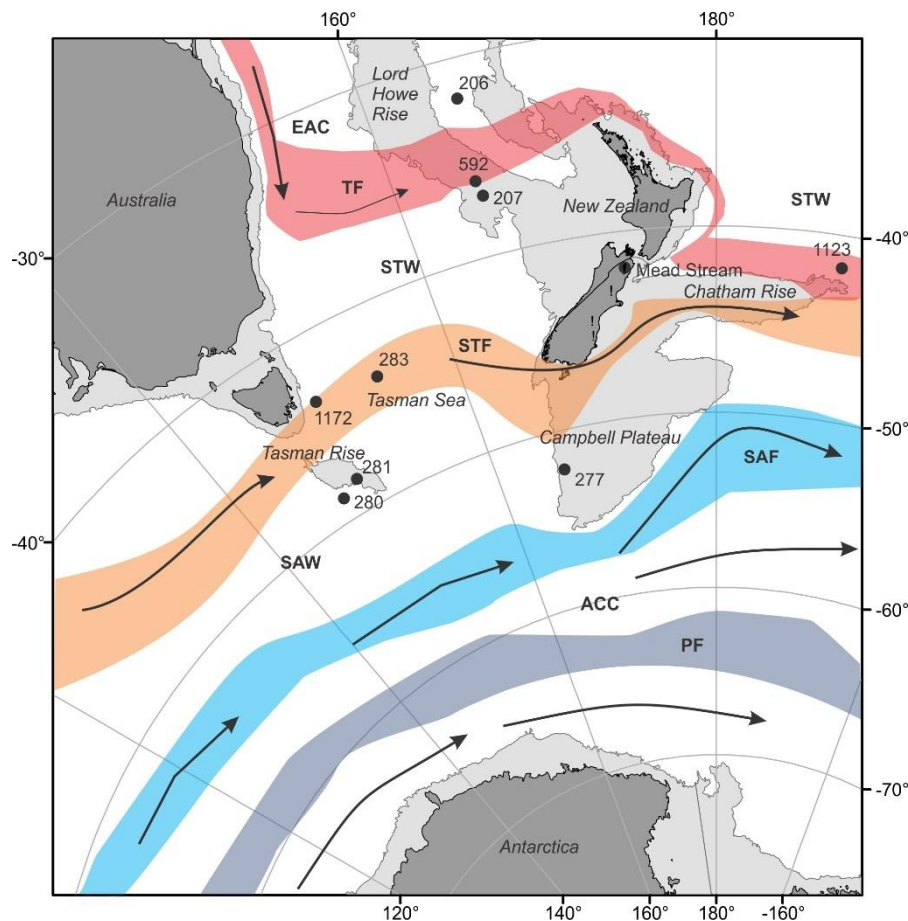 160°
180°
Lord
Howe
Rise
206
EAC
592
TF
207
Australia
New Zealand
STW
-30°
STW
-40°
1123
Mead Stream
Chatham Rise
STF
283
Tasman Sea
1172
Campbell Plateau
-50°
Tasman Rise
281
277
SAF
280
-40°
SAW
ACC
-60°
PF
-70°
Antarctica
120°
140°
160°
180°
-160°